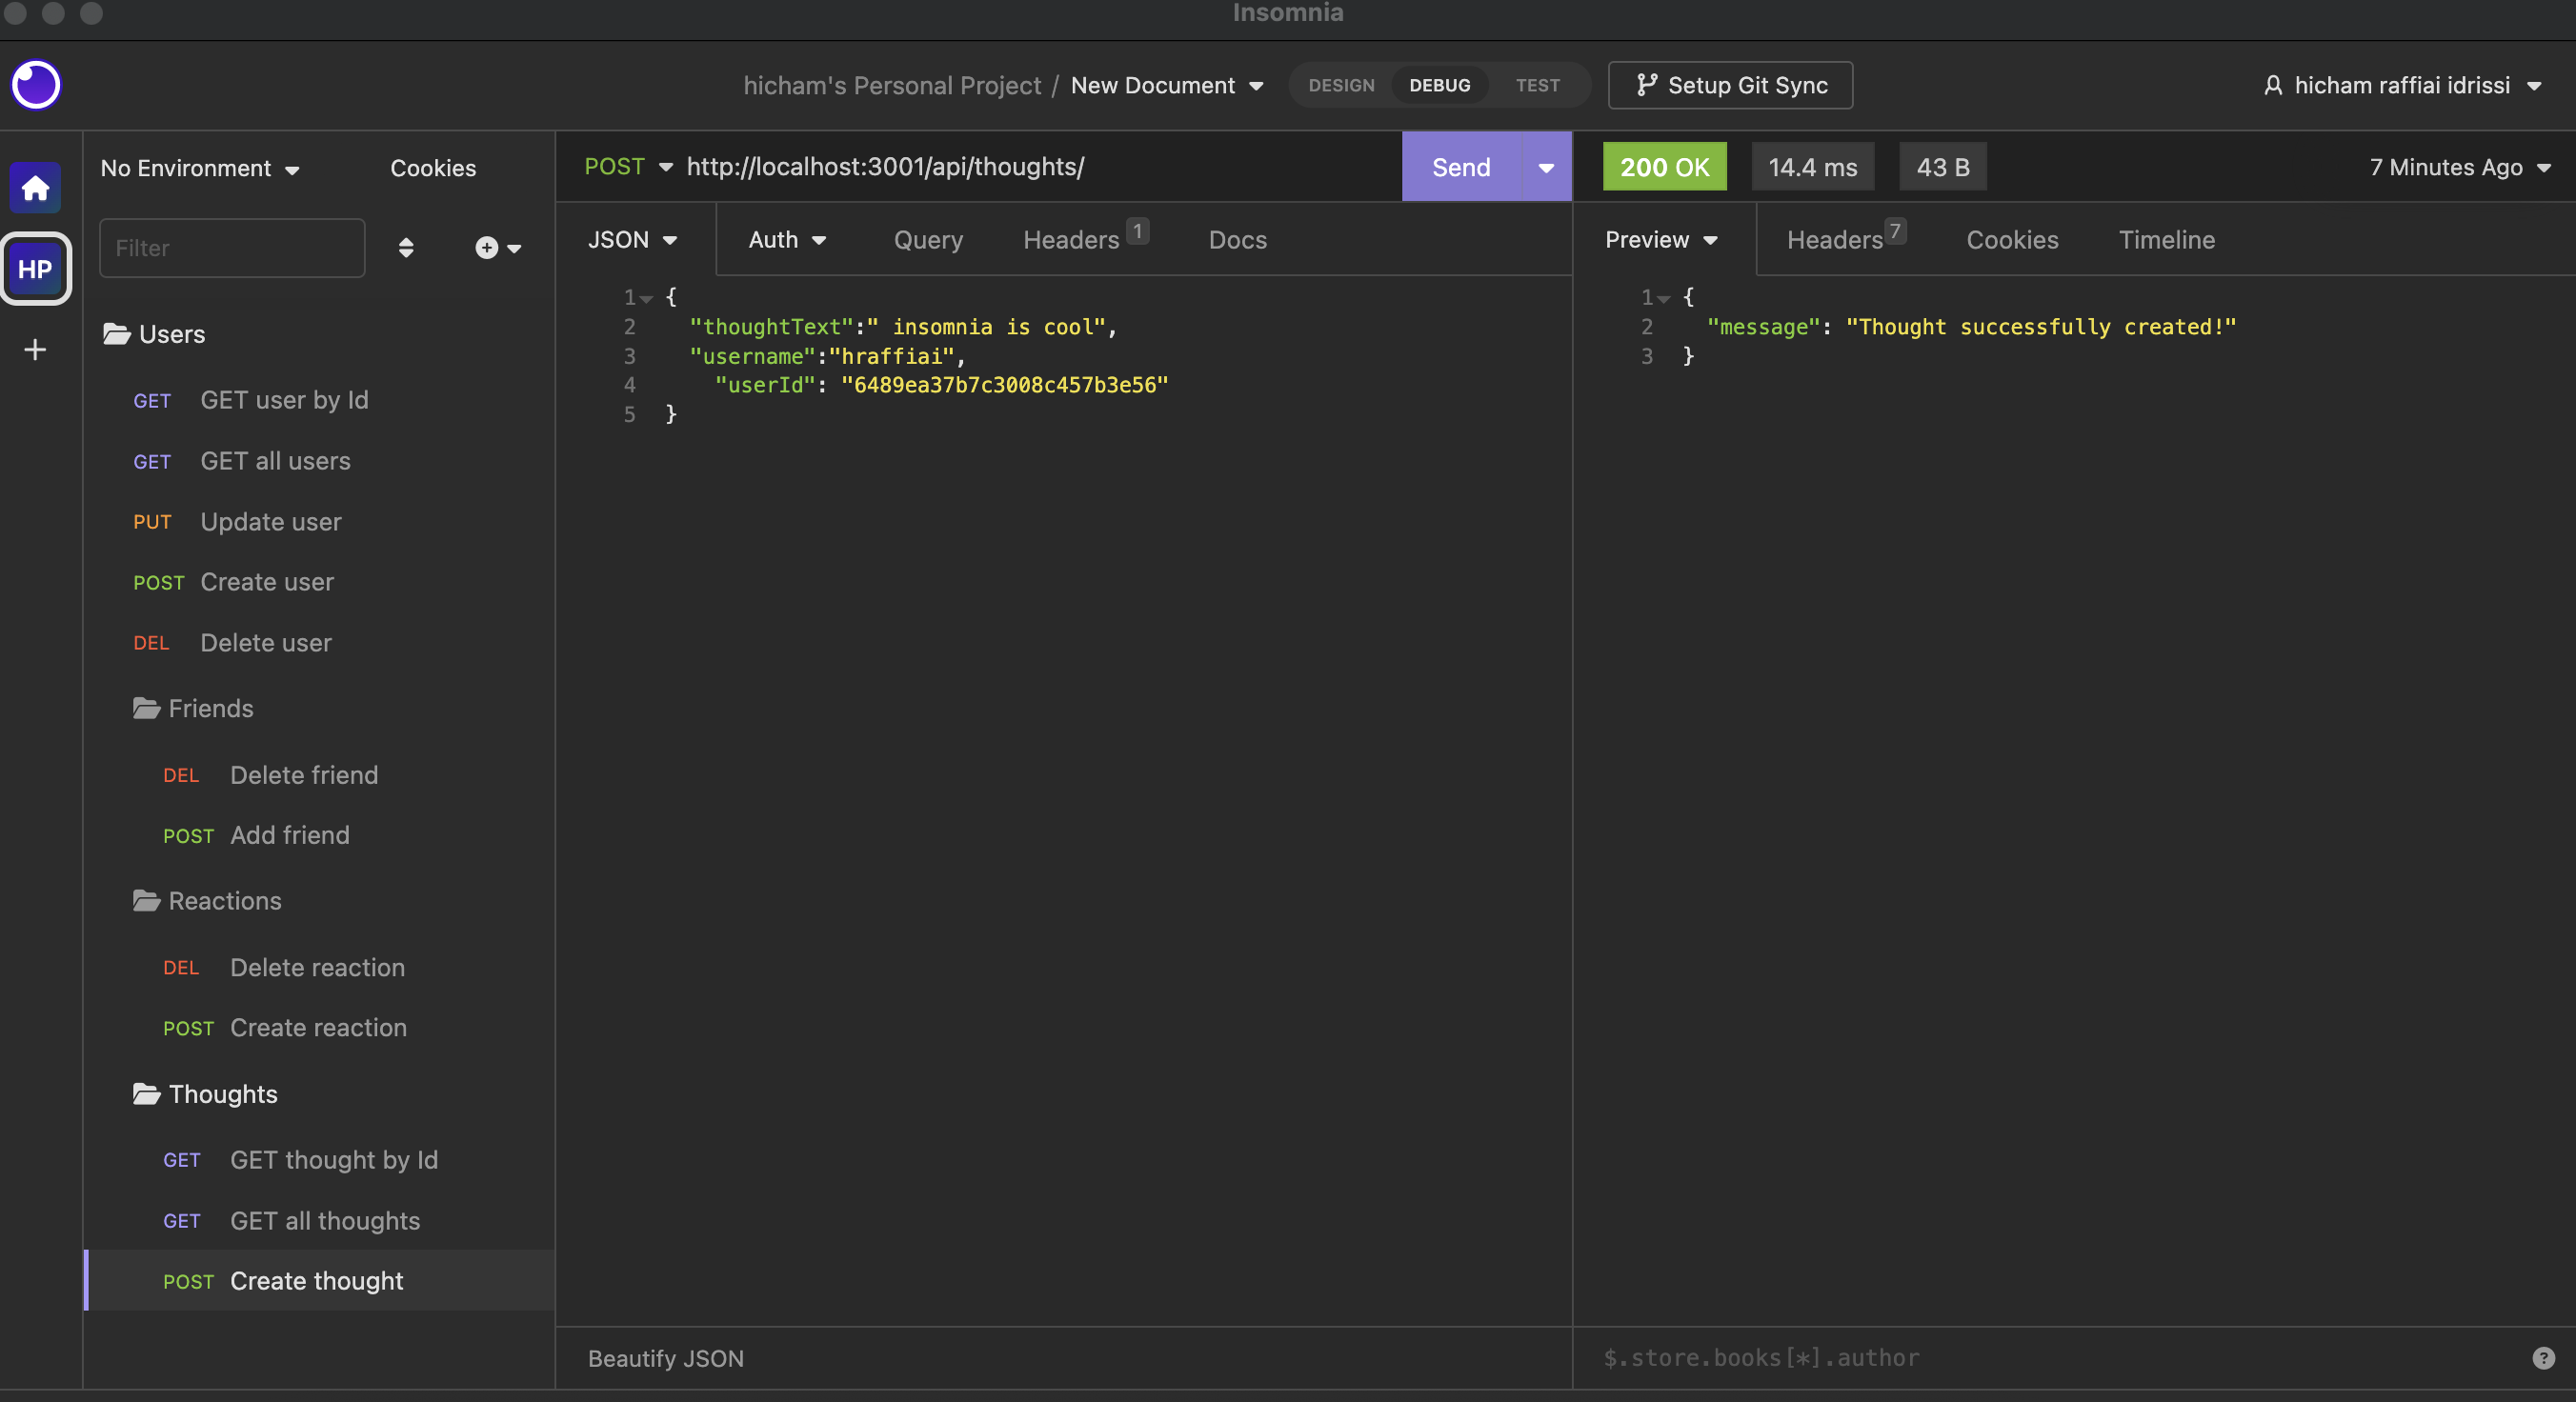 Insomnia
hicham's Personal Project / New Document
DESIGN DEBUG TEST
Setup Git Sync
hicham raffiai idrissi
HP
No Environment
Cookies
Filter
Users
GET GET user by Id
GET GET all users
PUT Update user
POST Create user
DEL Delete user
Friends
DEL Delete friend
POST Add friend
Reactions
DEL Delete reaction
POST Create reaction
Thoughts
GET GET thought by Id
GET GET all thoughts
POST Create thought
POST http://localhost:3001/api/thoughts/
Send
JSON Auth Query Headers 1 Docs
1 {
2 "thoughtText":" insomnia is cool",
3 "username":"hraffiai",
4 "userId": "6489ea37b7c3008c457b3e56"
5 }
Beautify JSON
200 OK 14.4 ms 43 B
7 Minutes Ago
Preview Headers 7 Cookies Timeline
1 {
2 "message": "Thought successfully created!"
3 }
$.store.books[*].author
?